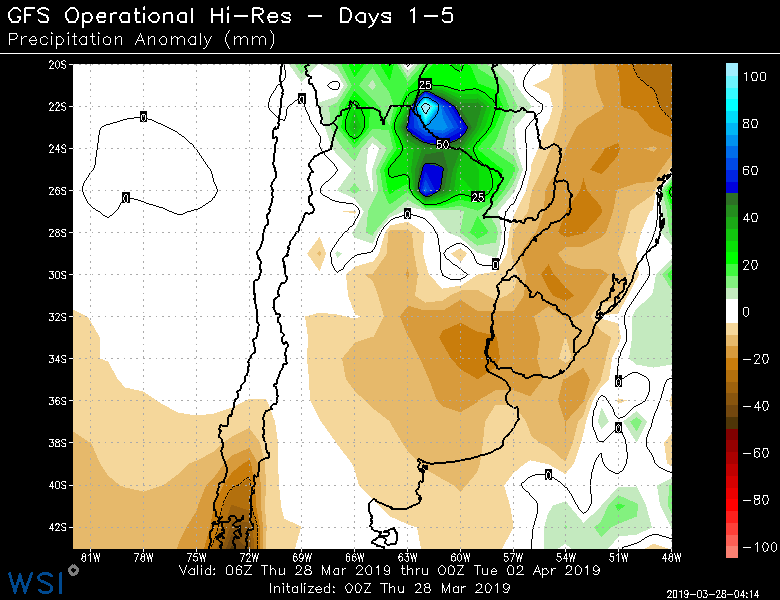 GFS Operational Hi-Res - Days 1-5
Precipitation Anomaly (mm)
20S
22S
24S
26S
28S
30S
32S
34S
36S
38S
40S
42S
81W 78W 75W 72W 69W 66W 63W 60W 57W 54W 51W 48W
25
0
0
50
0
25
0
0
0
0
0
100
80
60
40
20
0
-20
-40
-60
-80
-100
Valid: 06Z Thu 28 Mar 2019 thru 00Z Tue 02 Apr 2019
Initalized: 00Z Thu 28 Mar 2019
WSI
2019-03-28-04:14